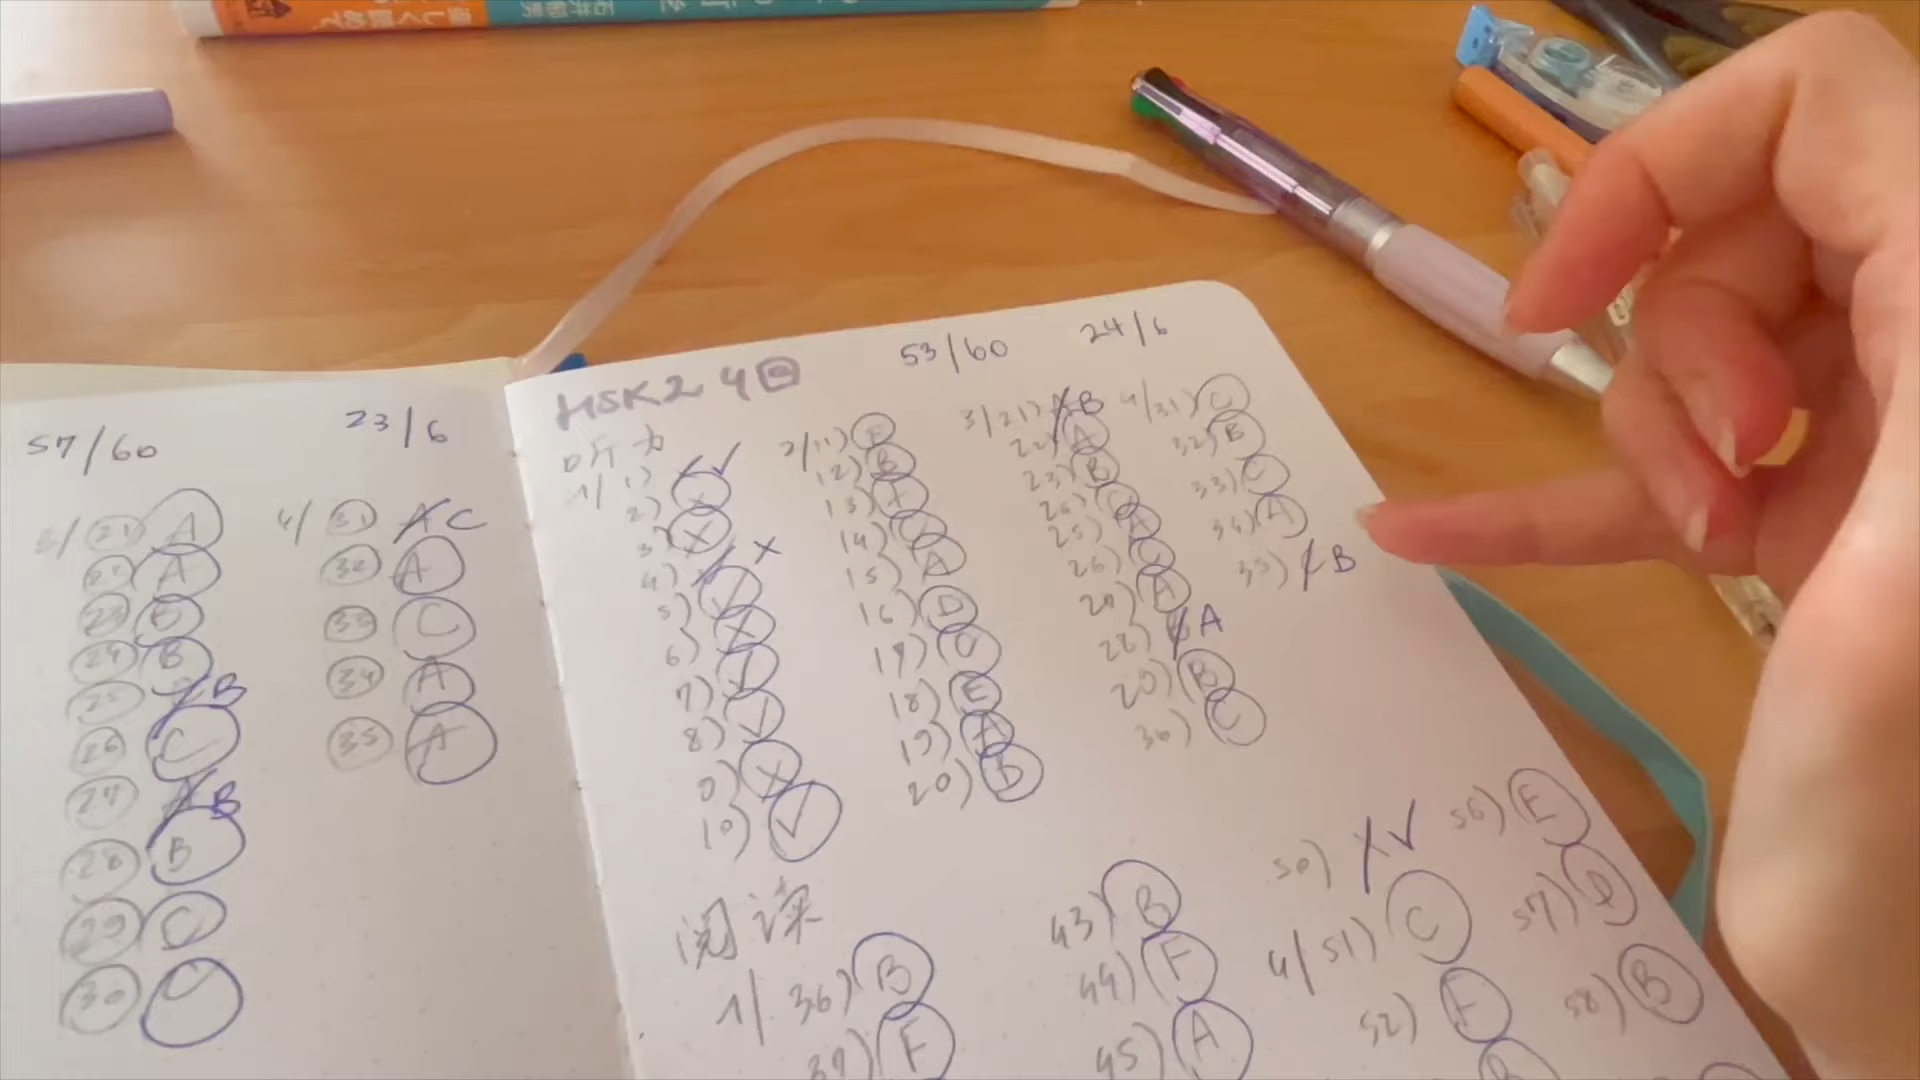 57/60
23/6
3/ 21 A
22 A
23 B
24 B
25 B
26 C
27 A B
28 B
29 C
30 C
4/ 31 A C
32 A
33 C
34 A
35 A
HSK2 4回
53/60
24/6
听力
1/ 1) ✓ ✓
2) X
3) X
4) ✓ X
5) ✓
6) X
7) ✓
8) ✓
9) X
10) ✓
2/ 11) F
12) B
13)
14) C
15) A
16) D
17) C
18) E
19) A
20) B
3/ 21) A B
22) A
23) B
24) C
25) A
26) C
20) A
28) A
20) B
30) C
4/ 31) C
32) B
33) C
34) A
35) B
阅读
1/ 36) B
37) F
43) B
44) F
45) A
50) X ✓
4/ 51) C
52) F
56) E
57) D
58) B